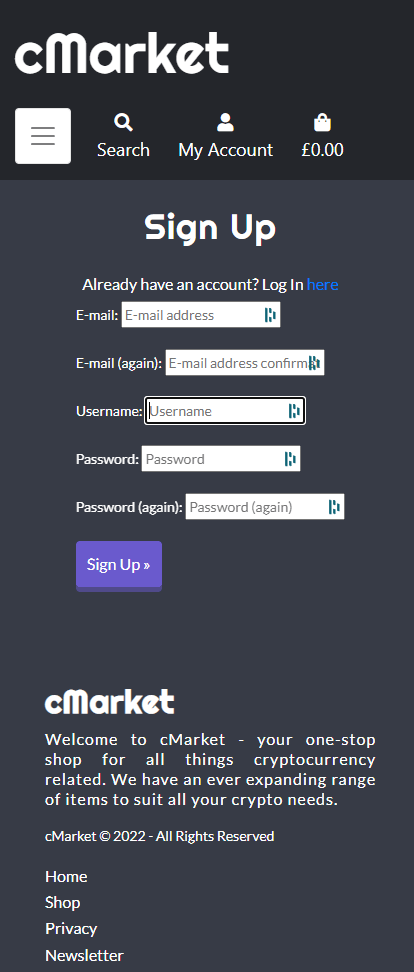 cMarket
Search My Account £0.00
Sign Up
Already have an account? Log In here
E-mail: E-mail address
E-mail (again): E-mail address confirm
Username: Username
Password: Password
Password (again): Password (again)
Sign Up »
cMarket
Welcome to cMarket - your one-stop
shop for all things cryptocurrency
related. We have an ever expanding range
of items to suit all your crypto needs.
cMarket © 2022 - All Rights Reserved
Home
Shop
Privacy
Newsletter